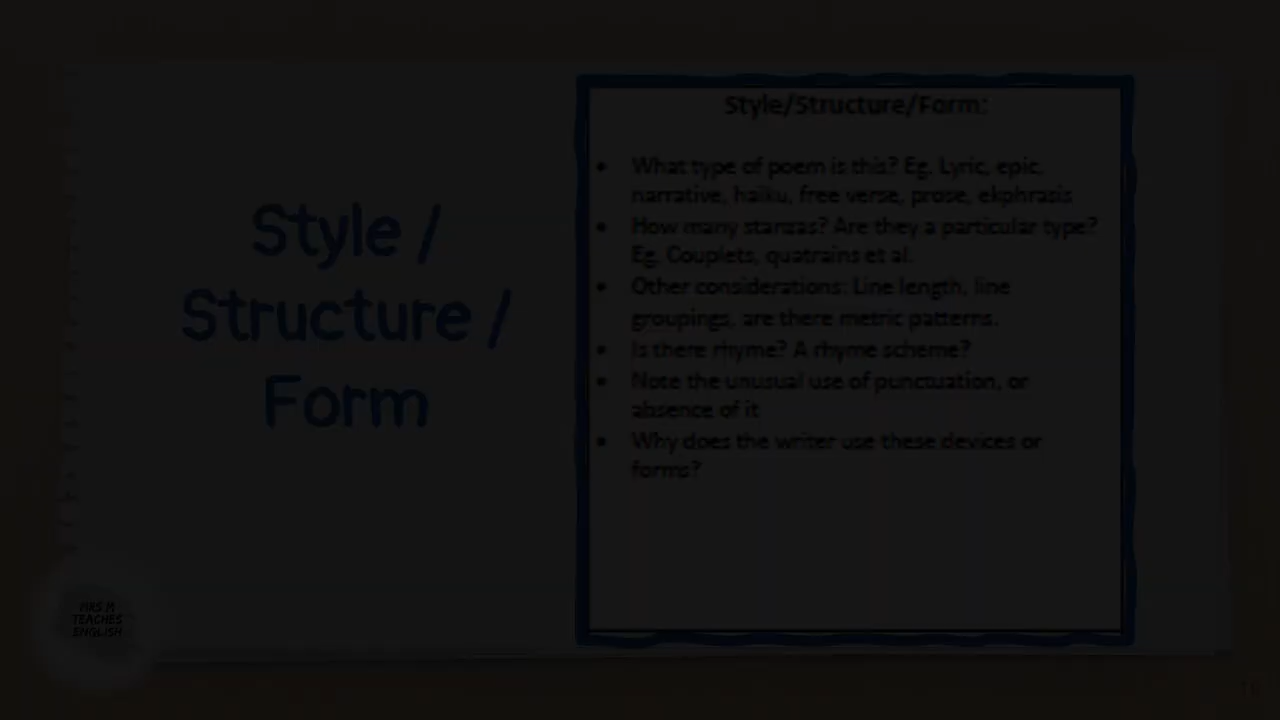 Style /
Structure /
Form
Style/Structure/Form:
• What type of poem is this? Eg. Lyric, epic,
narrative, haiku, free verse, prose, ekphrasis
• How many stanzas? Are they a particular type?
Eg. Couplets, quatrains et al.
• Other considerations: Line length, line
groupings, are there metric patterns.
• Is there rhyme? A rhyme scheme?
• Note the unusual use of punctuation, or
absence of it
• Why does the writer use these devices or
forms?
MRS M
TEACHES
ENGLISH